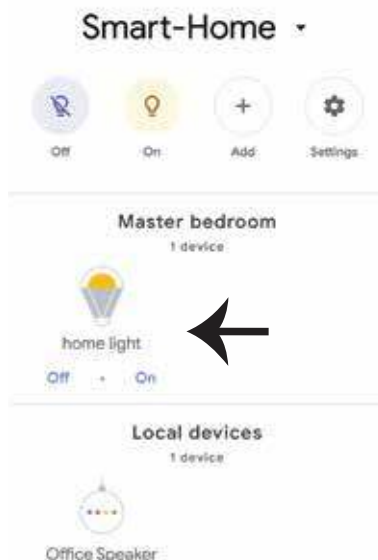 Smart-Home
Off On Add Settings
Master bedroom
1 device
home light
Off · On
Local devices
1 device
Office Speaker